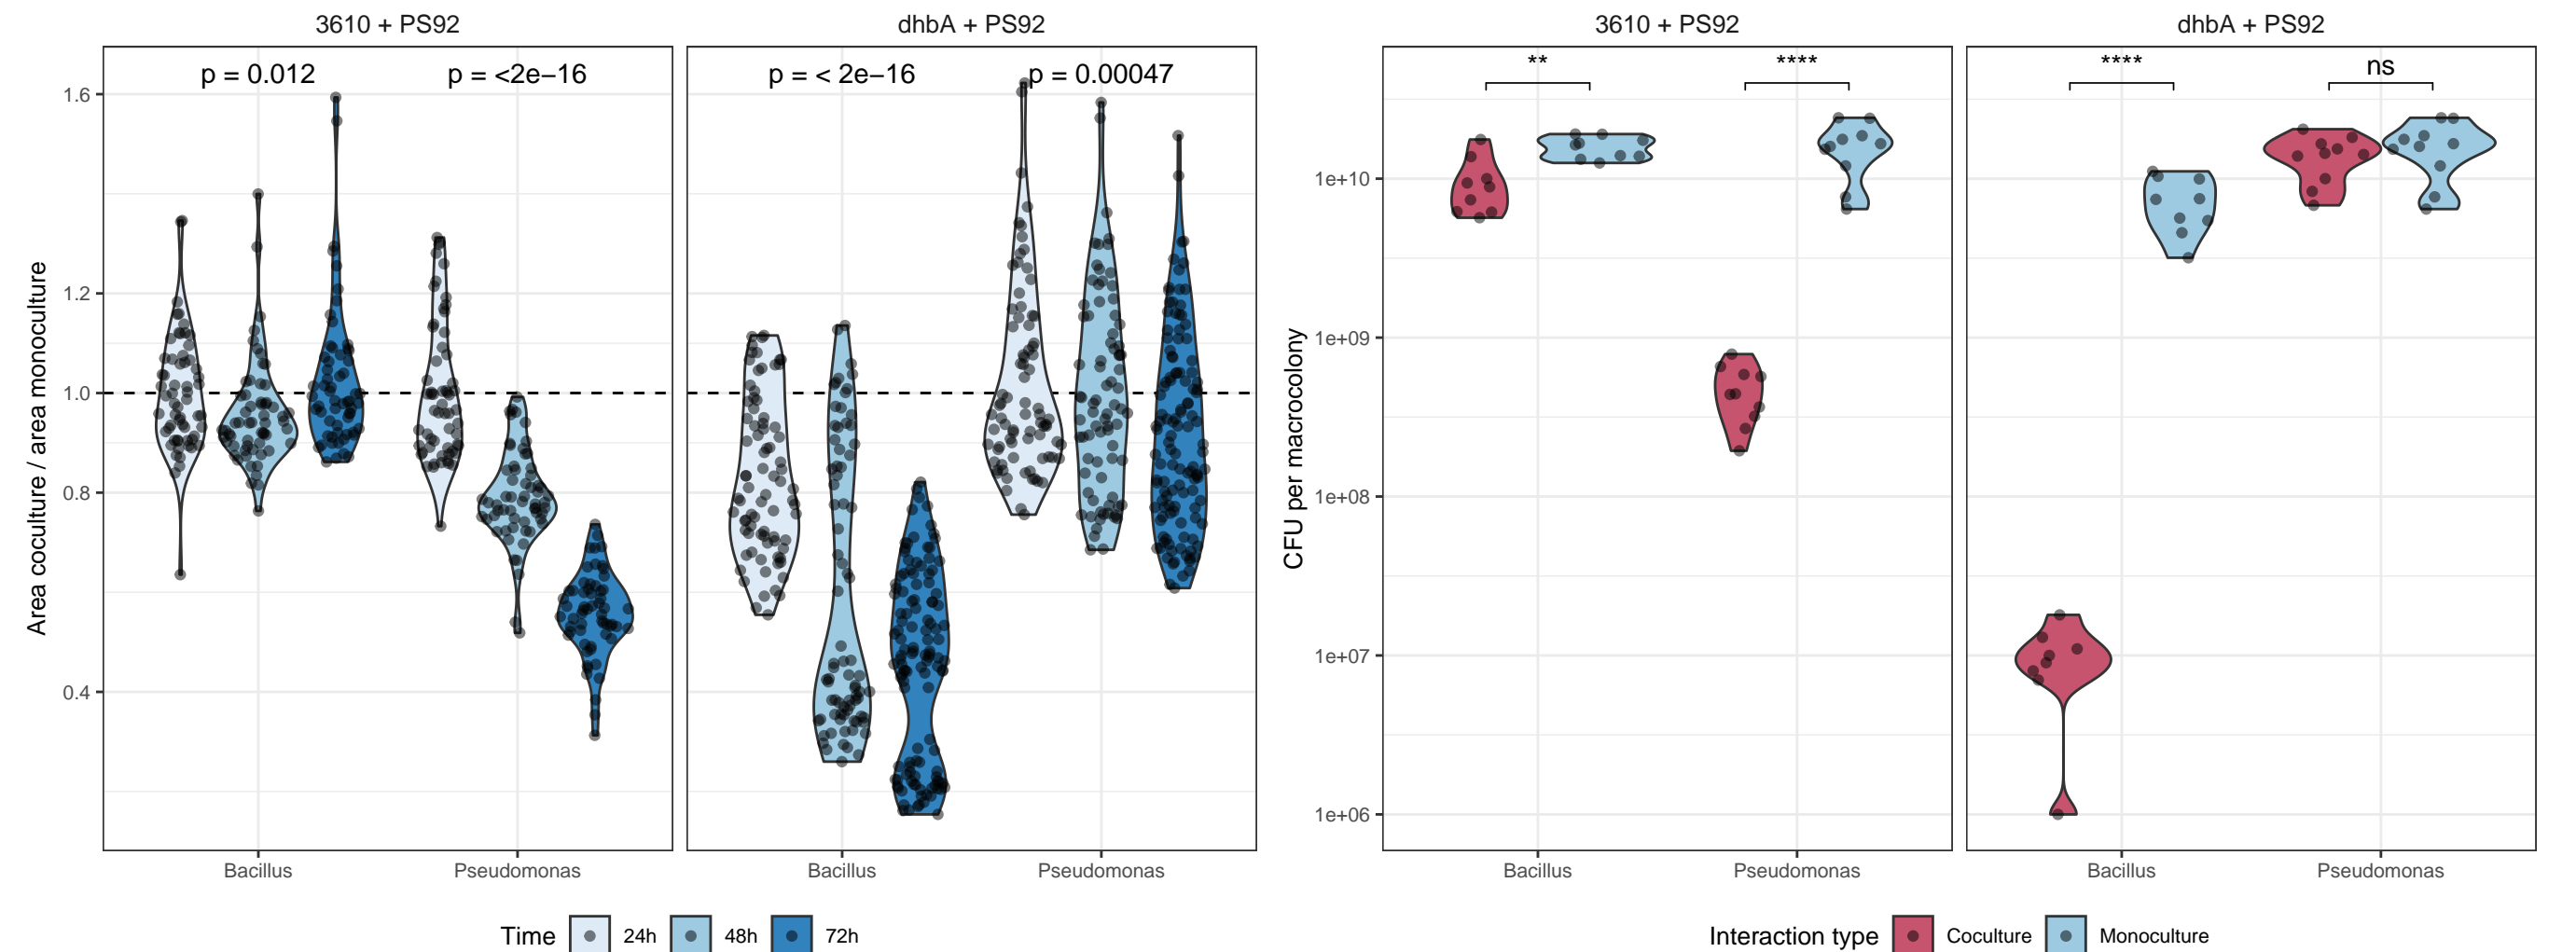 3610 + PS92
dhbA + PS92
3610 + PS92
dhbA + PS92
p = 0.012
p = <2e−16
p = < 2e−16
p = 0.00047
**
****
****
ns
Area coculture / area monoculture
1.6
1.2
1.0
0.8
0.4
CFU per macrocolony
1e+10
1e+09
1e+08
1e+07
1e+06
Bacillus
Pseudomonas
Bacillus
Pseudomonas
Bacillus
Pseudomonas
Bacillus
Pseudomonas
Time 24h 48h 72h
Interaction type Coculture Monoculture